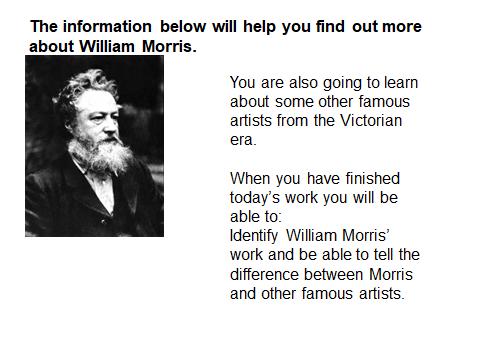 The information below will help you find out more
about William Morris.
You are also going to learn
about some other famous
artists from the Victorian
era.
When you have finished
today's work you will be
able to:
Identify William Morris'
work and be able to tell the
difference between Morris
and other famous artists.